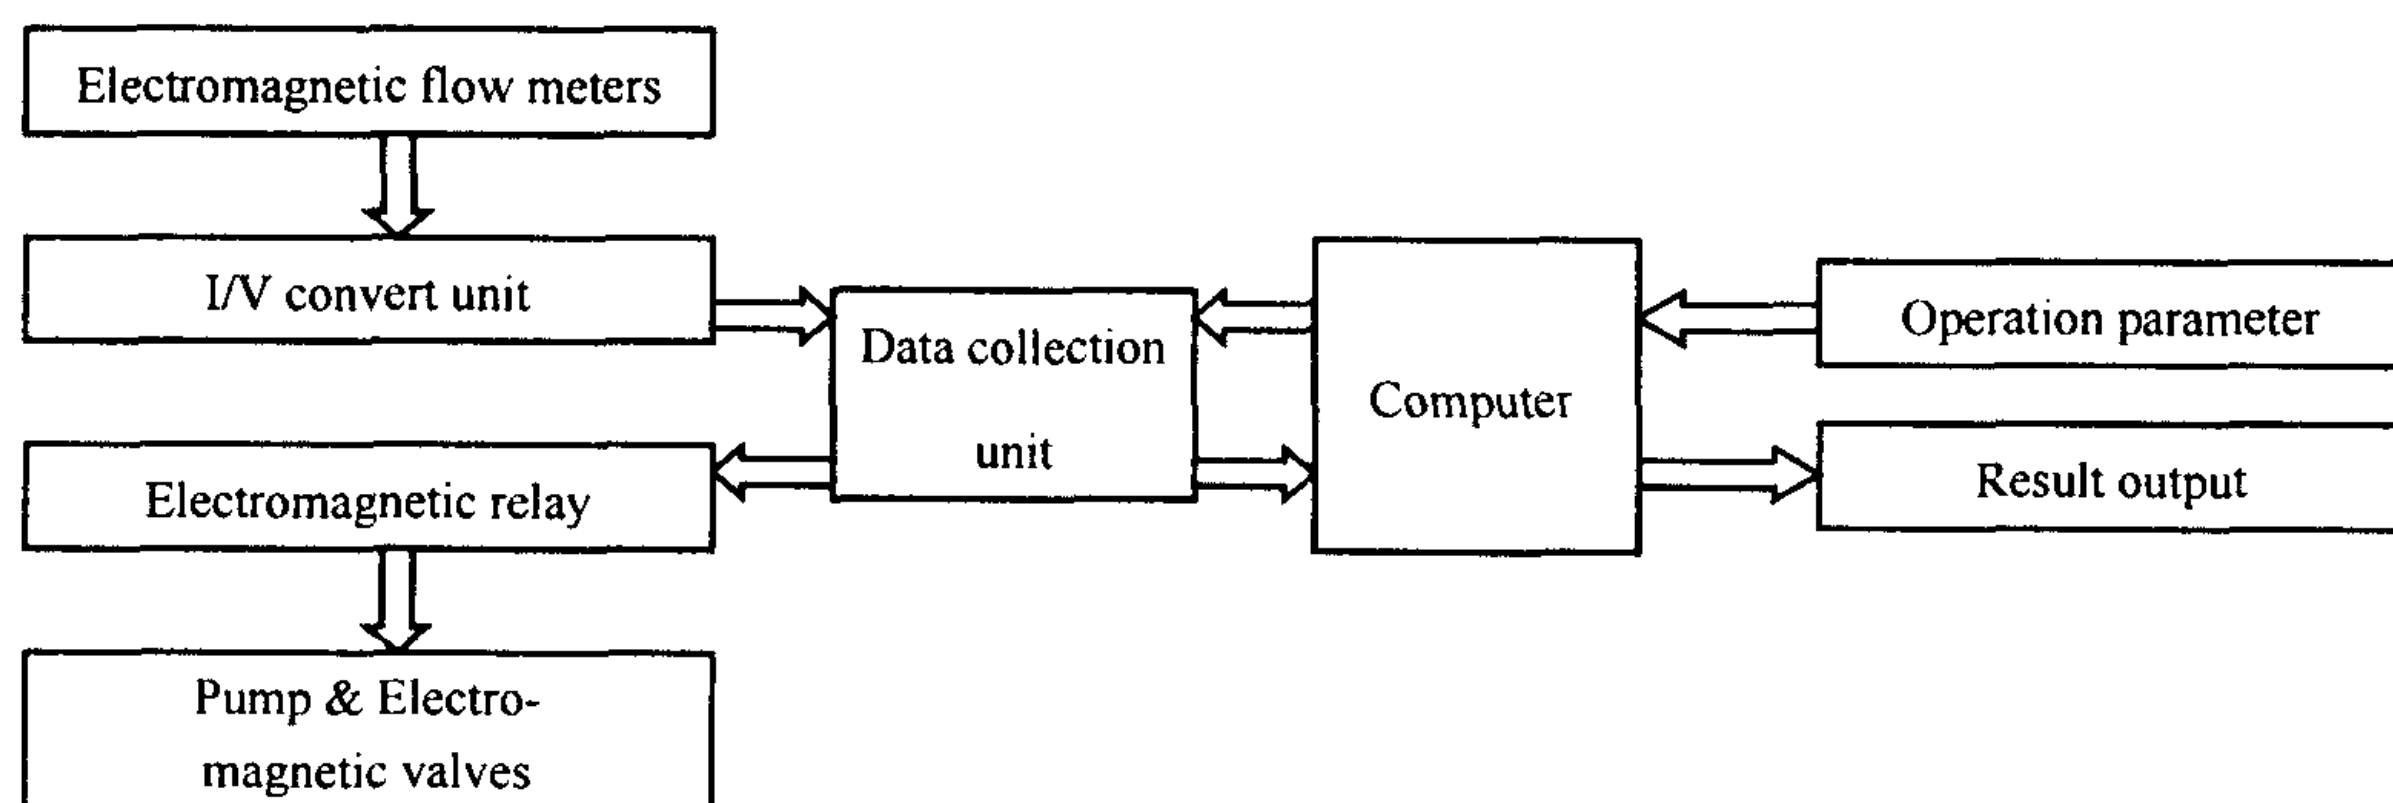 Electromagnetic flow meters
I/V convert unit
Electromagnetic relay
Pump & Electro-
magnetic valves
Data collection
unit
Computer
Operation parameter
Result output